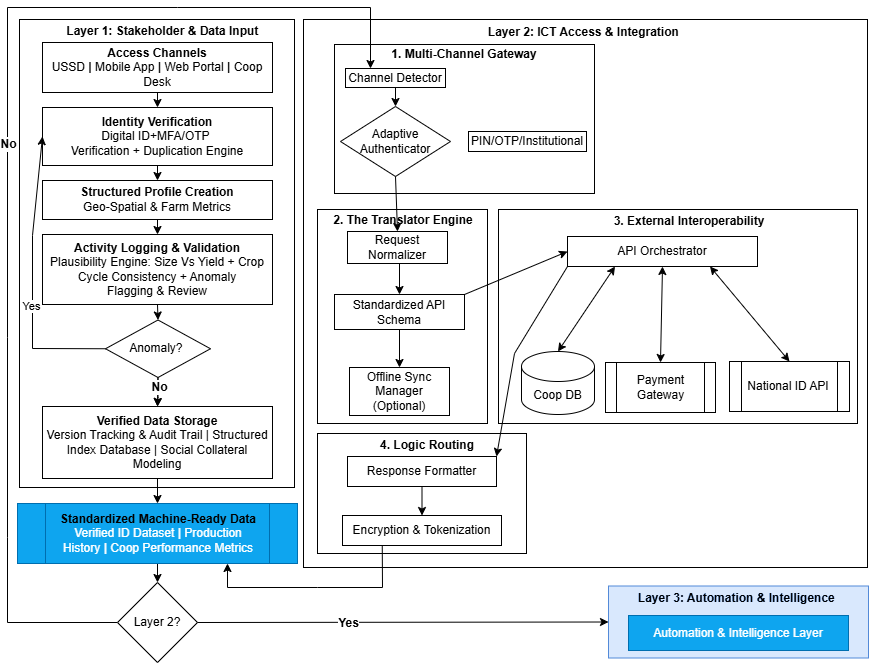 Layer 1: Stakeholder & Data Input
Access Channels
USSD | Mobile App | Web Portal | Coop
Desk
Identity Verification
Digital ID+MFA/OTP
Verification + Duplication Engine
No
Structured Profile Creation
Geo-Spatial & Farm Metrics
Activity Logging & Validation
Plausibility Engine: Size Vs Yield + Crop
Cycle Consistency + Anomaly
Flagging & Review
Yes
Anomaly?
No
Verified Data Storage
Version Tracking & Audit Trail | Structured
Index Database | Social Collateral
Modeling
Standardized Machine-Ready Data
Verified ID Dataset | Production
History | Coop Performance Metrics
Layer 2?
Yes
Layer 2: ICT Access & Integration
1. Multi-Channel Gateway
Channel Detector
Adaptive
Authenticator
PIN/OTP/Institutional
2. The Translator Engine
Request
Normalizer
Standardized API
Schema
Offline Sync
Manager
(Optional)
3. External Interoperability
API Orchestrator
Coop DB
Payment
Gateway
National ID API
4. Logic Routing
Response Formatter
Encryption & Tokenization
Layer 3: Automation & Intelligence
Automation & Intelligence Layer